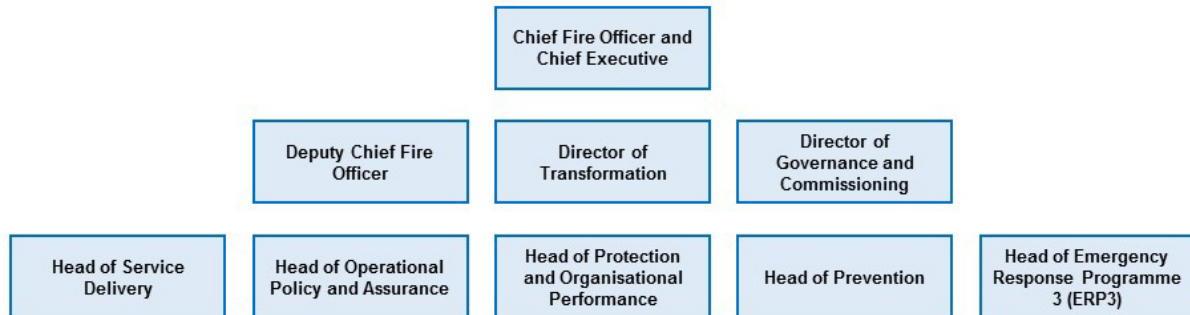 Chief Fire Officer and
Chief Executive
Deputy Chief Fire
Officer
Director of
Transformation
Director of
Governance and
Commissioning
Head of Service
Delivery
Head of Operational
Policy and Assurance
Head of Protection
and Organisational
Performance
Head of Prevention
Head of Emergency
Response Programme
3 (ERP3)